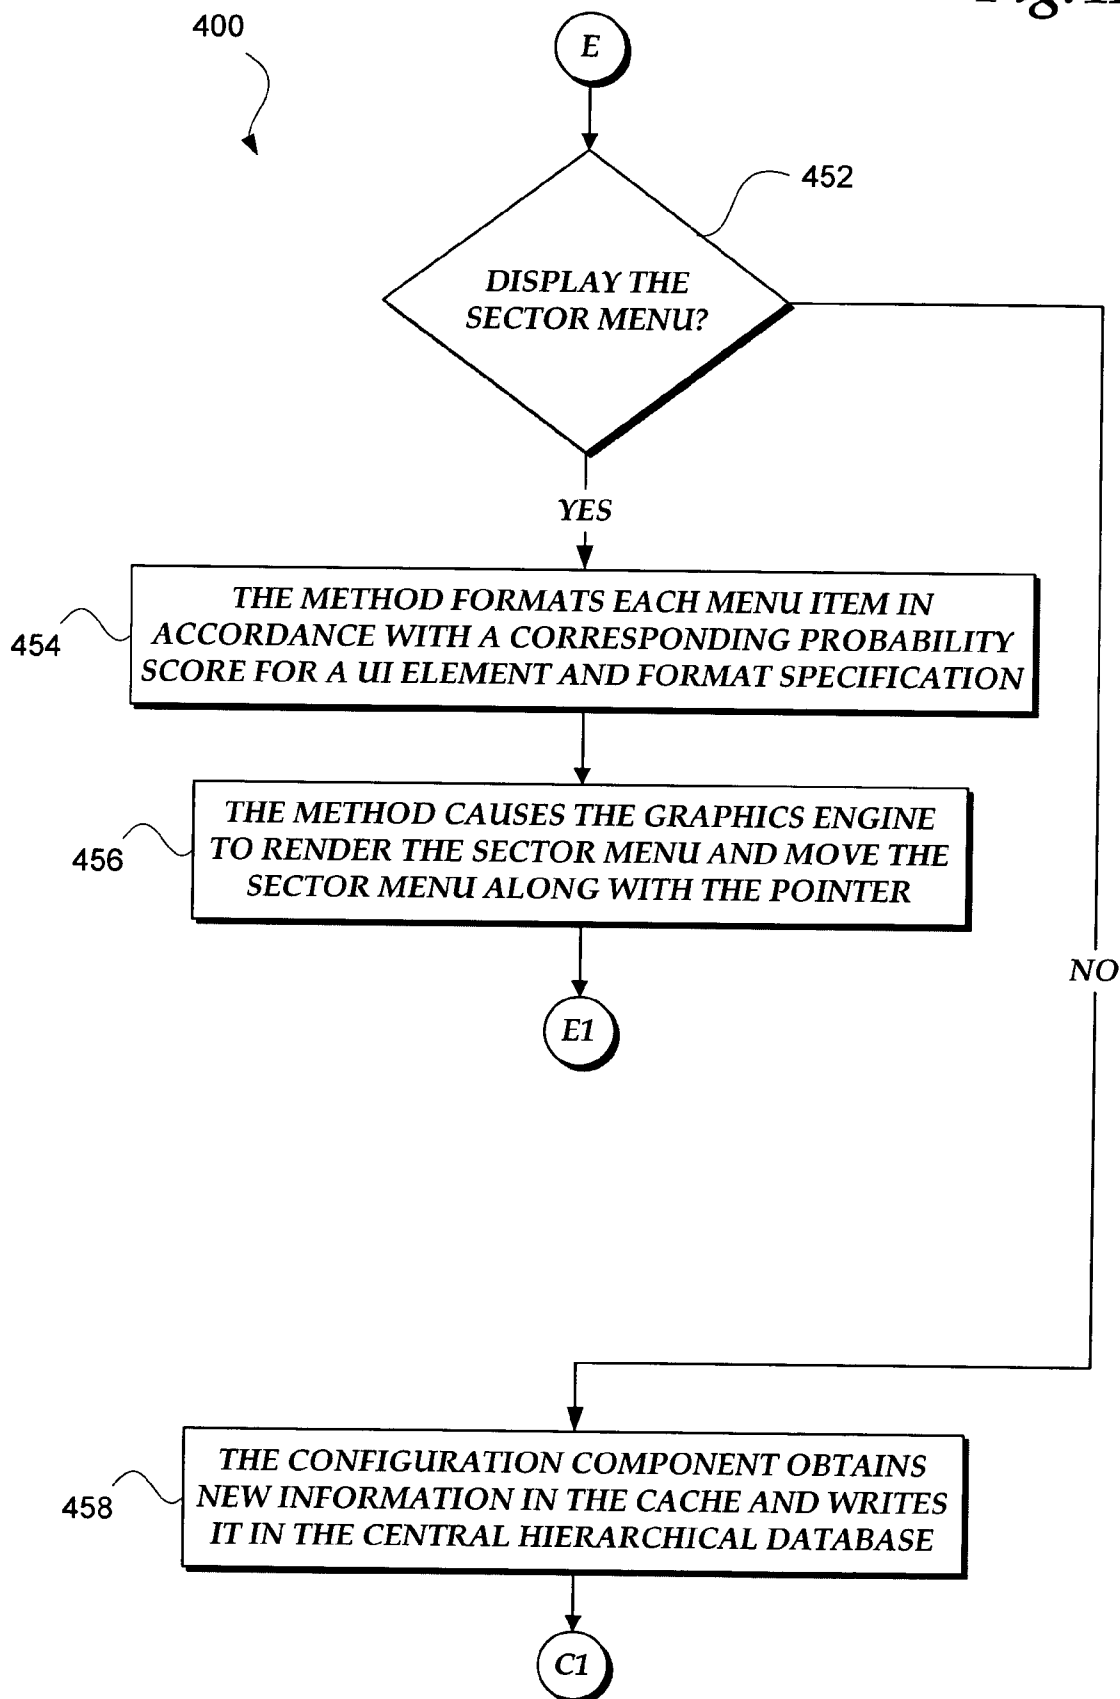 400
E
452
DISPLAY THE
SECTOR MENU?
YES
THE METHOD FORMATS EACH MENU ITEM IN
ACCORDANCE WITH A CORRESPONDING PROBABILITY
SCORE FOR A UI ELEMENT AND FORMAT SPECIFICATION
454
THE METHOD CAUSES THE GRAPHICS ENGINE
TO RENDER THE SECTOR MENU AND MOVE THE
SECTOR MENU ALONG WITH THE POINTER
456
NO
E1
THE CONFIGURATION COMPONENT OBTAINS
NEW INFORMATION IN THE CACHE AND WRITES
IT IN THE CENTRAL HIERARCHICAL DATABASE
458
C1